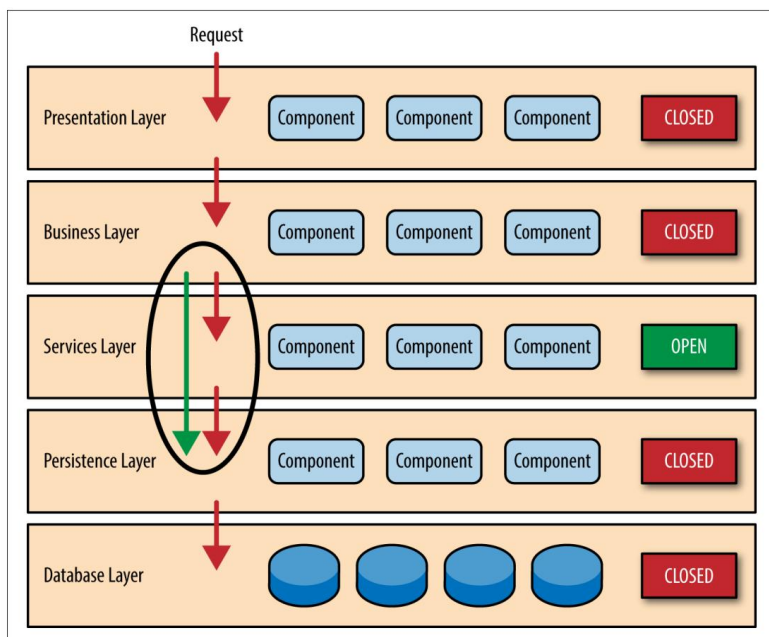 Request
Presentation Layer Component Component Component CLOSED
Business Layer Component Component Component CLOSED
Services Layer Component Component Component OPEN
Persistence Layer Component Component Component CLOSED
Database Layer CLOSED